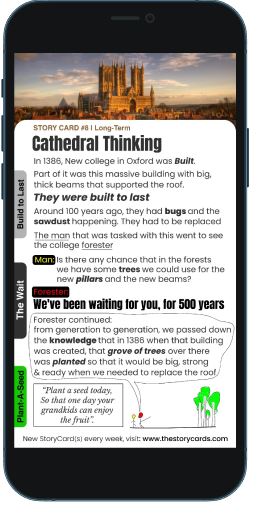 STORY CARD #6 I Long-Term
Cathedral Thinking
In 1386, New college in Oxford was Built.
Part of it was this massive building with big,
thick beams that supported the roof.
They were built to last
Around 100 years ago, they had bugs and the
sawdust happening. They had to be replaced
The man that was tasked with this went to see
the college forester
Man: Is there any chance that in the forests
we have some trees we could use for the
new pillars and the new beams?
Forester:
We've been waiting for you, for 500 years
Forester continued:
from generation to generation, we passed down
the knowledge that in 1386 when that building
was created, that grove of trees over there
was planted so that it would be big, strong
& ready when we needed to replace the roof
"Plant a seed today,
So that one day your
grandkids can enjoy
the fruit".
New StoryCard(s) every week, visit: www.thestorycards.com
Build to Last
The Wait
Plant-A-Seed